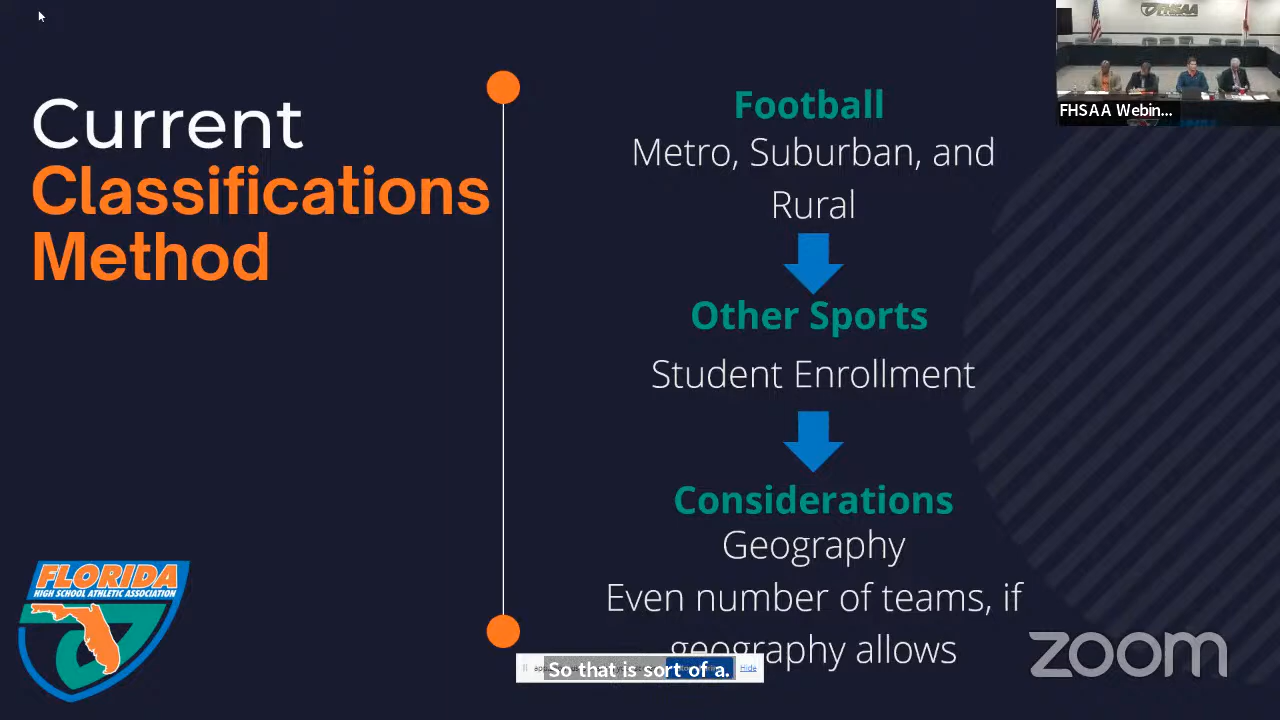 Current
Classifications
Method
Football
Metro, Suburban, and
Rural
Other Sports
Student Enrollment
Considerations
Geography
Even number of teams, if
geography allows
FHSAA
FHSAA Webin...
FLORIDA
HIGH SCHOOL ATHLETIC ASSOCIATION
So that is sort of a.
Hide
zoom